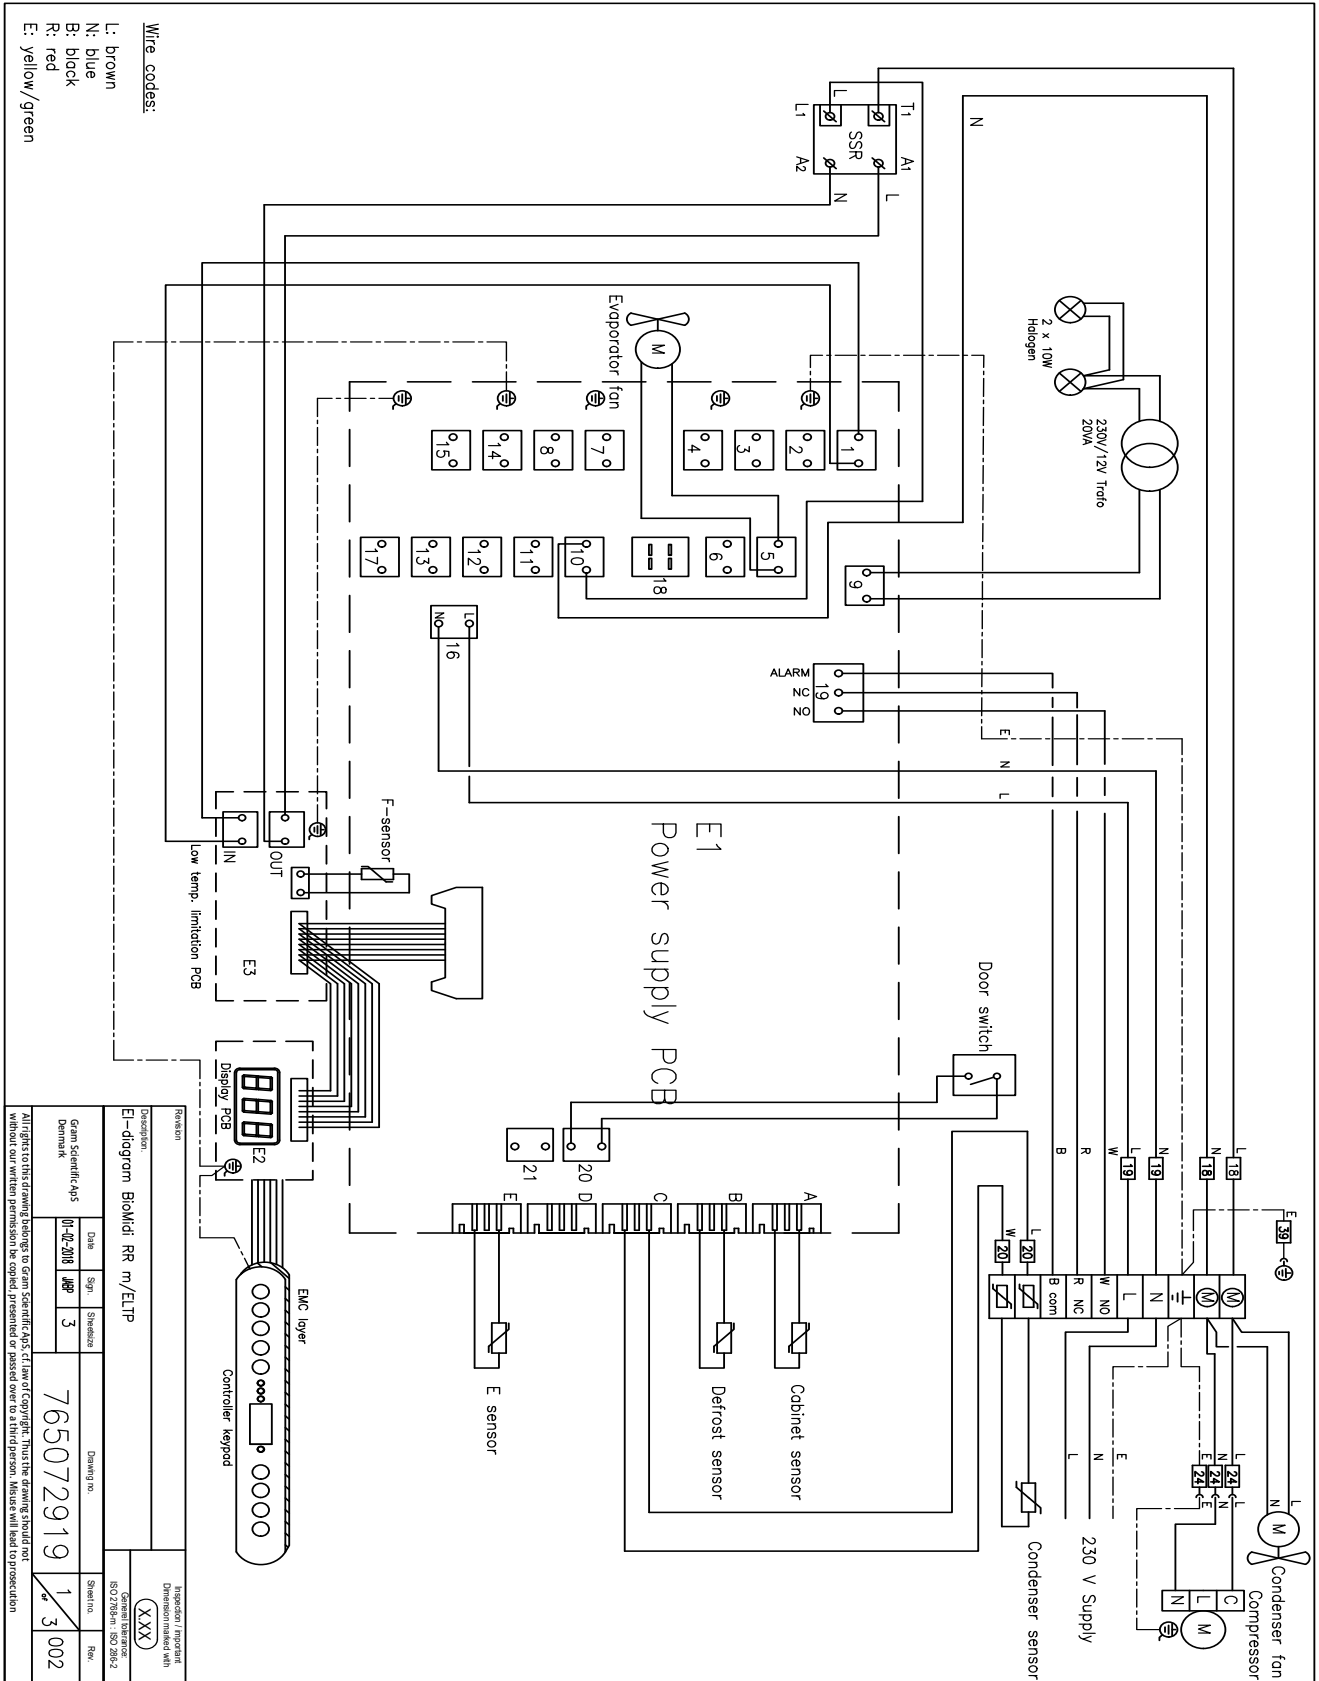 Wire codes:
L: brown
N: blue
B: black
R: red
E: yellow/green
L
L1
T1
SSR
A2
A1
N
L
N
2 x 10W
Halogen
230V/12V Trafo
20VA
Evaporator fan
M
1
2
3
4
7
8
14
15
5
6
18
10
11
12
13
17
9
L
N
16
ALARM
NC
NO
19
E
N
L
E1
Power supply PCB
F-sensor
OUT
IN
Low temp. limitation PCB
E3
Display PCB
E2
Door switch
20
21
A
B
C
D
E
Cabinet sensor
Defrost sensor
E sensor
EMC layer
Controller keypad
B
R
W
L
19
N
19
N
18
L
18
E
39
W
20
L
20
B com
R NC
W NO
L
N
M
M
L
N
E
230 V Supply
Condenser sensor
E
N
L
24
24
24
E
N
L
N
L
M
Condenser fan
Compressor
C
L
N
M
Revision
Description:
El-diagram BioMidi RR m/ELTP
Inspection / important
Dimension marked with
X.XX
General tolerance:
ISO 2768-m : ISO 286-2
Gram Scientific ApS
Denmark
Date
01-02-2018
Sign.
JABP
Sheetsize
3
Drawing no.
765072919
Sheet no.
1 of 3
Rev.
002
All rights to this drawing belongs to Gram Scientific ApS, cf. law of Copyright. Thus the drawing should not
without our written permission be copied, presented or passed over to a third person. Misuse will lead to prosecution